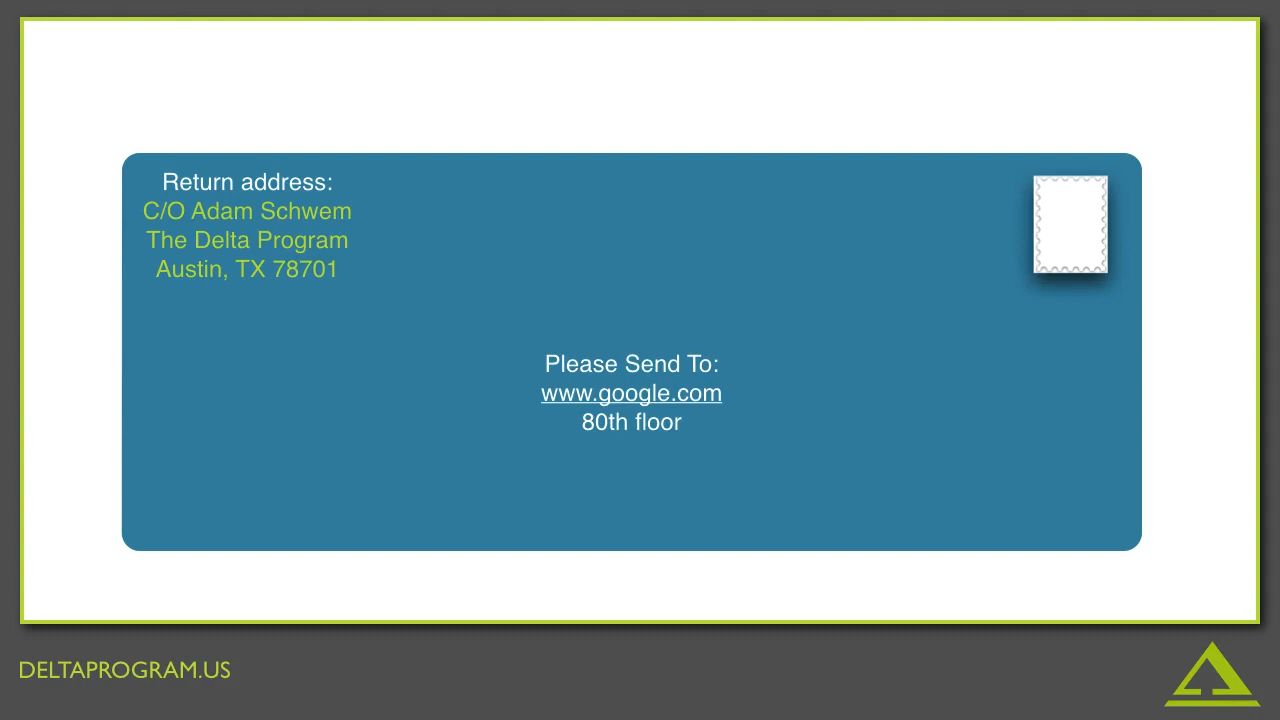 Return address:
C/O Adam Schwem
The Delta Program
Austin, TX 78701
Please Send To:
www.google.com
80th floor
DELTAPROGRAM.US